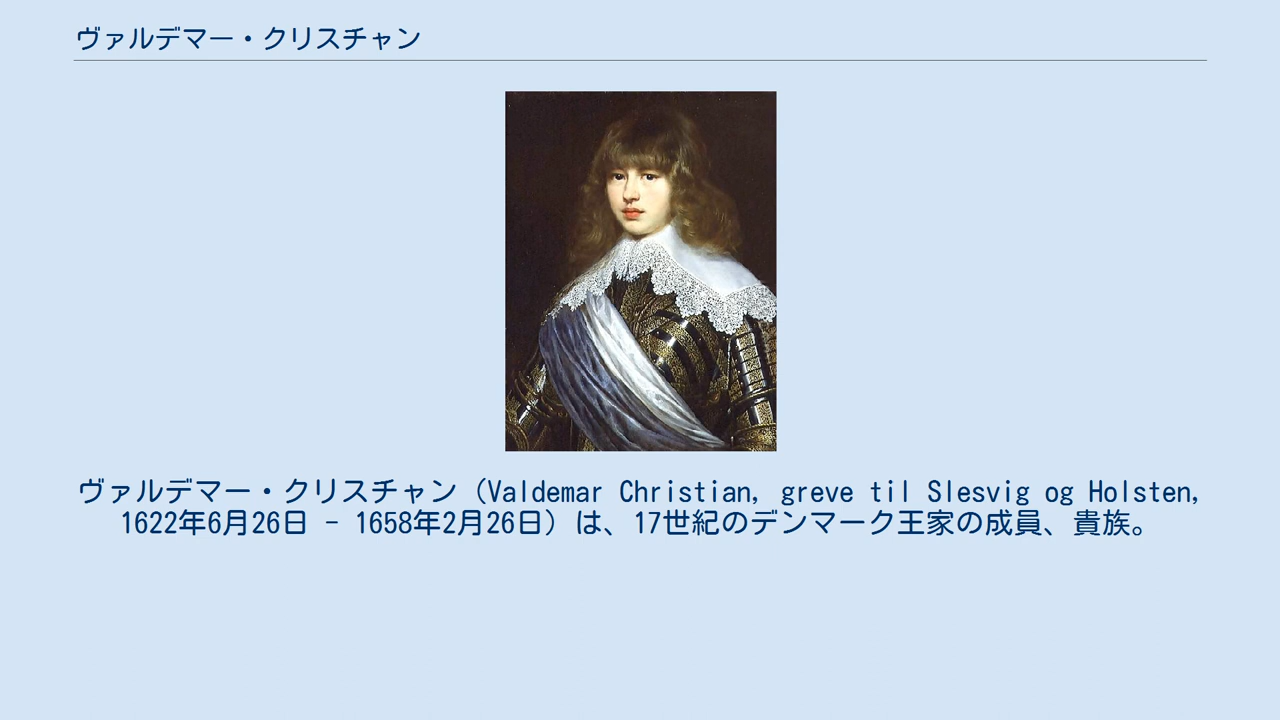 ヴァルデマー・クリスチャン
ヴァルデマー・クリスチャン（Valdemar Christian, greve til Slesvig og Holsten,
1622年6月26日 - 1658年2月26日）は、17世紀のデンマーク王家の成員、貴族。